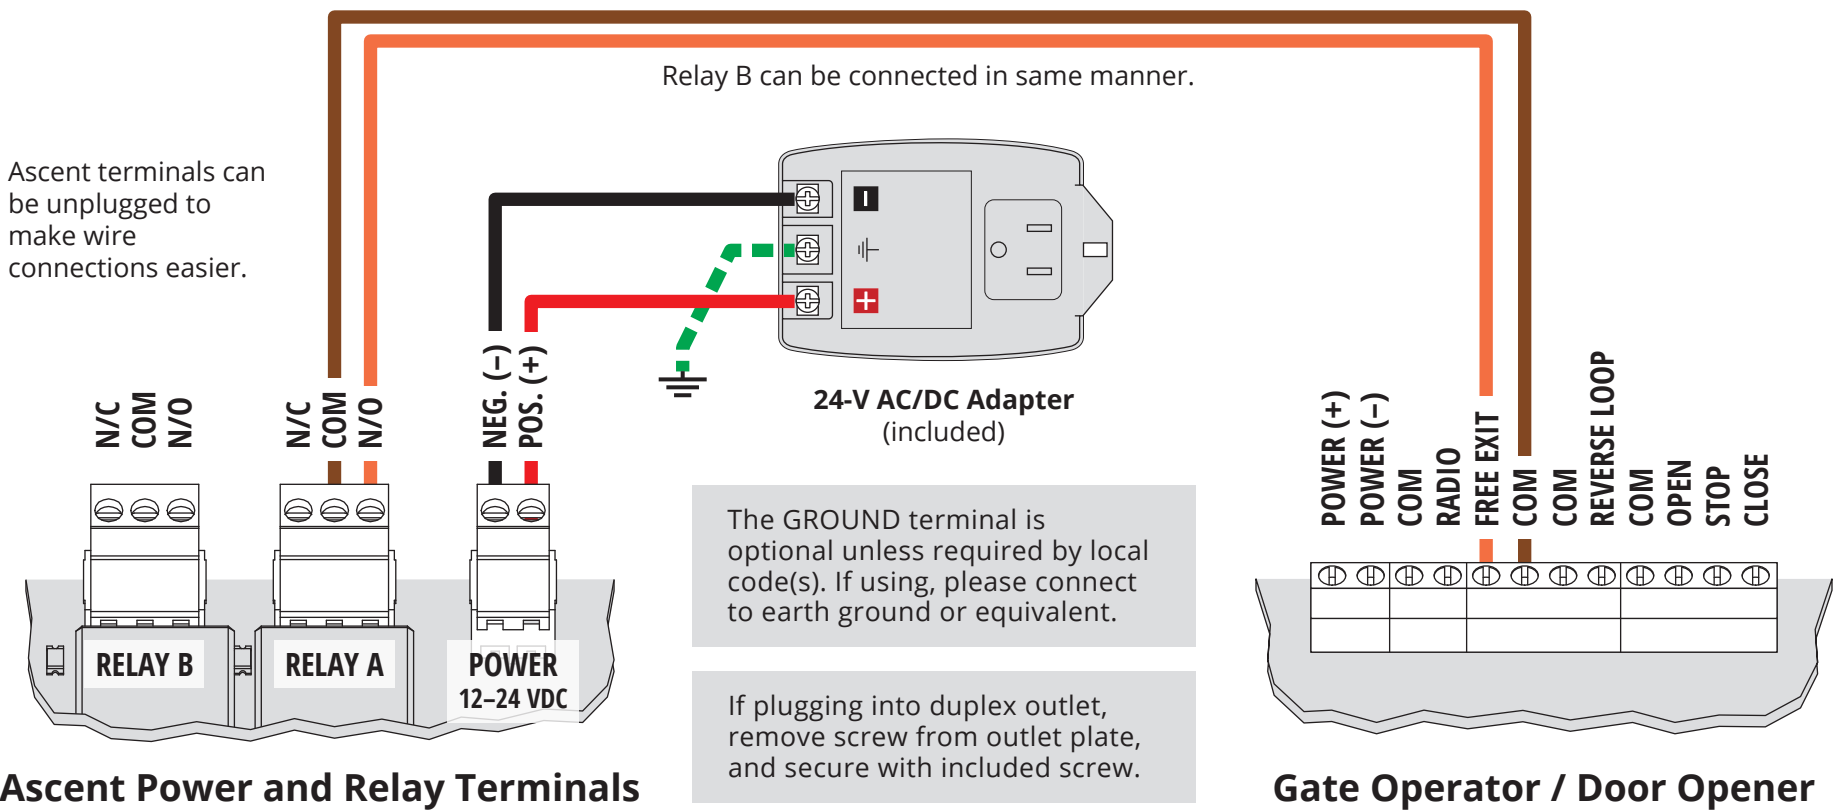 Relay B can be connected in same manner.
Ascent terminals can
be unplugged to
make wire
connections easier.
N/C
COM
N/O
N/C
COM
N/O
NEG. (−)
POS. (+)
24-V AC/DC Adapter
(included)
POWER (+)
POWER (−)
COM
RADIO
FREE EXIT
COM
COM
REVERSE LOOP
COM
OPEN
STOP
CLOSE
The GROUND terminal is
optional unless required by local
code(s). If using, please connect
to earth ground or equivalent.
RELAY B
RELAY A
POWER
12–24 VDC
If plugging into duplex outlet,
remove screw from outlet plate,
and secure with included screw.
Ascent Power and Relay Terminals
Gate Operator / Door Opener